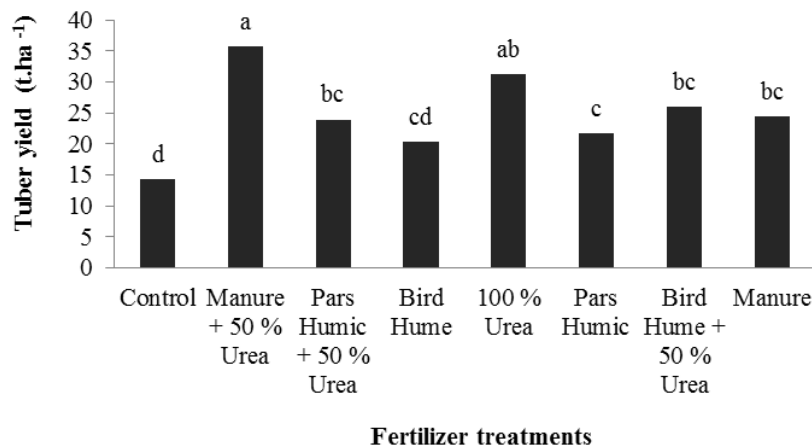 Tuber yield (t.ha -1)
40
35
30
25
20
15
10
5
0
d
a
bc
cd
ab
c
bc
bc
Control
Manure
+ 50 %
Urea
Pars
Humic
+ 50 %
Urea
Bird
Hume
100 %
Urea
Pars
Humic
Bird
Hume +
50 %
Urea
Manure
Fertilizer treatments